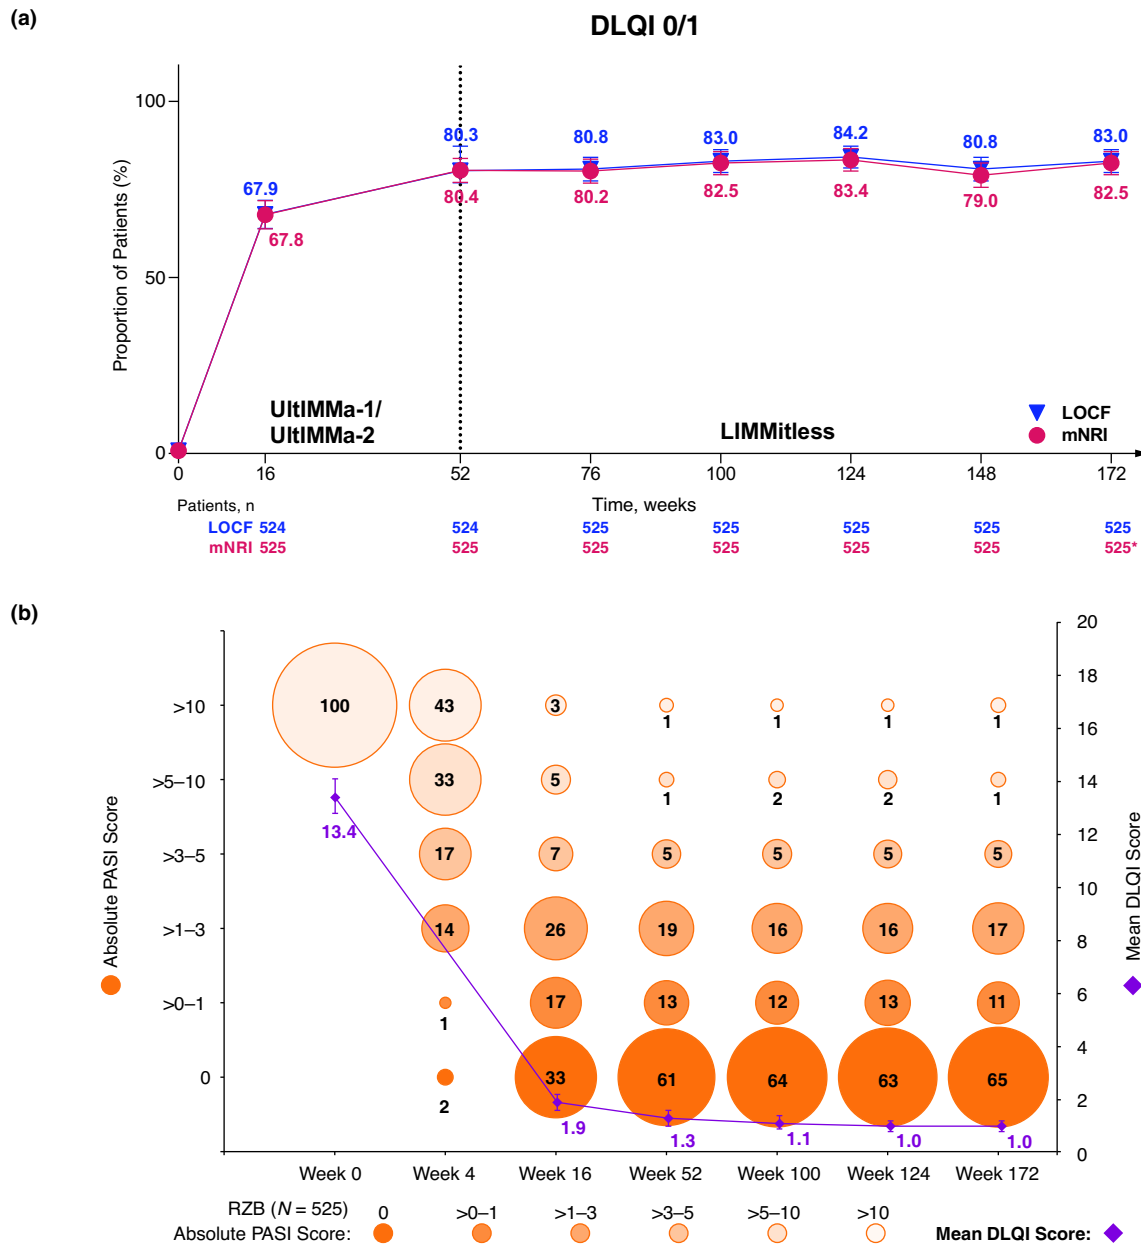 (a)
DLQI 0/1
Proportion of Patients (%)
100
50
0
67.9
80.3
80.8
83.0
84.2
80.8
83.0
67.8
80.4
80.2
82.5
83.4
79.0
82.5
UltIMMa-1/
UltIMMa-2
LIMMitless
LOCF
mNRI
0 16 52 76 100 124 148 172
Patients, n
Time, weeks
LOCF 524 524 525 525 525 525 525
mNRI 525 525 525 525 525 525 525*
(b)
Absolute PASI Score
Mean DLQI Score
20
18
16
14
12
10
8
6
4
2
0
>10 100 43 3 1 1 1 1
>5–10 33 5 1 2 2 1
>3–5 17 7 5 5 5 5
>1–3 14 26 19 16 16 17
>0–1 1 17 13 12 13 11
0 2 33 61 64 63 65
13.4 1.9 1.3 1.1 1.0 1.0
Week 0 Week 4 Week 16 Week 52 Week 100 Week 124 Week 172
RZB (N = 525) 0 >0–1 >1–3 >3–5 >5–10 >10
Absolute PASI Score:
Mean DLQI Score: